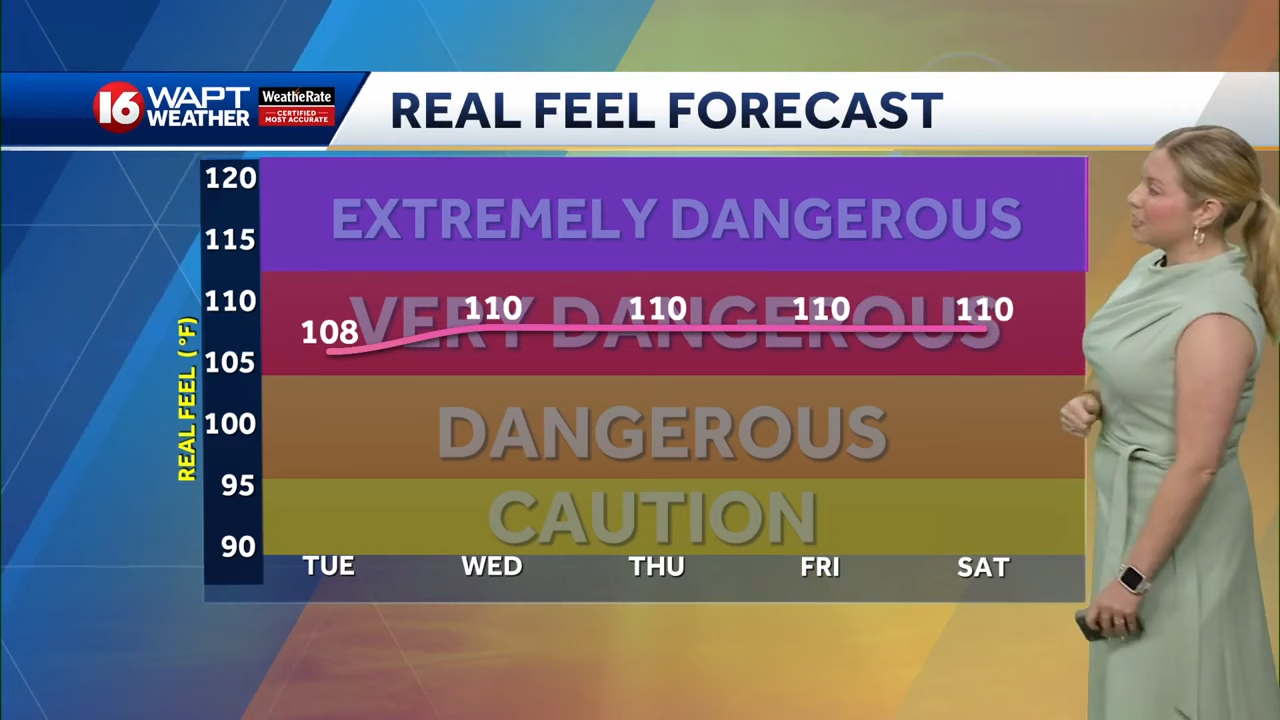 16 WAPT WEATHER
WeatheRate
CERTIFIED
MOST ACCURATE
REAL FEEL FORECAST
120
115
110
105
100
95
90
REAL FEEL (°F)
EXTREMELY DANGEROUS
VERY DANGEROUS
108 110 110 110 110
DANGEROUS
CAUTION
TUE WED THU FRI SAT